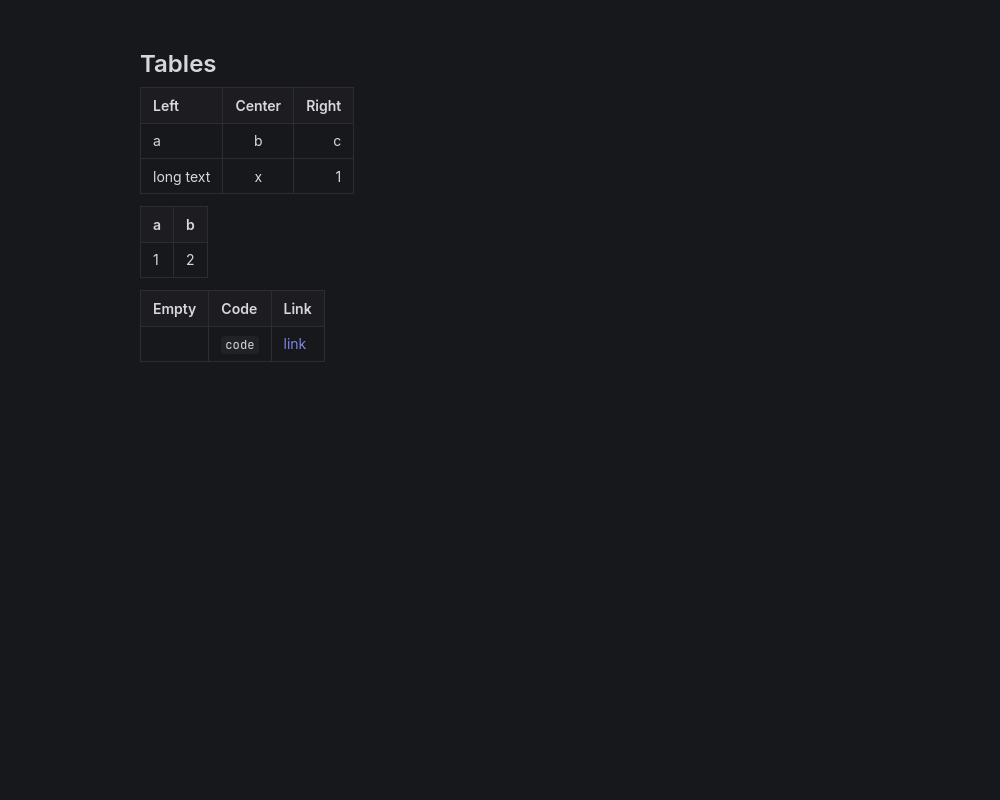 Tables
Left Center Right
a b c
long text x 1
a b
1 2
Empty Code Link
code link